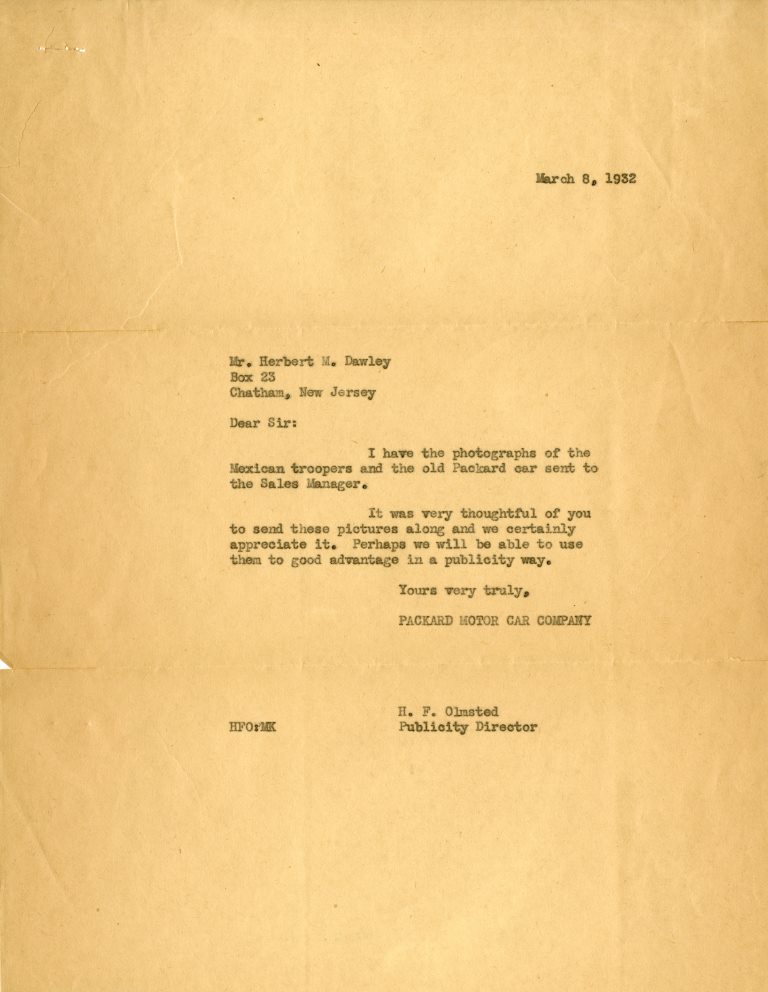 March 8, 1932
Mr. Herbert M. Dawley
Box 23
Chatham, New Jersey
Dear Sir:
I have the photographs of the
Mexican troopers and the old Packard car sent to
the Sales Manager.
It was very thoughtful of you
to send these pictures along and we certainly
appreciate it. Perhaps we will be able to use
them to good advantage in a publicity way.
Yours very truly,
PACKARD MOTOR CAR COMPANY
H. F. Olmsted
HFO:MK Publicity Director